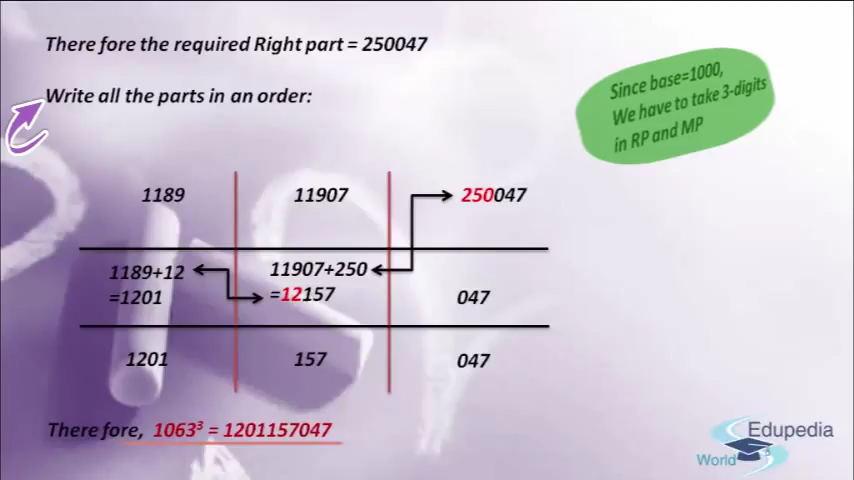 There fore the required Right part = 250047
Since base=1000,
We have to take 3-digits
in RP and MP
Write all the parts in an order:
1189 11907 250047
1189+12 11907+250
=1201 =12157 047
1201 157 047
There fore, 1063³ = 1201157047
Edupedia
World